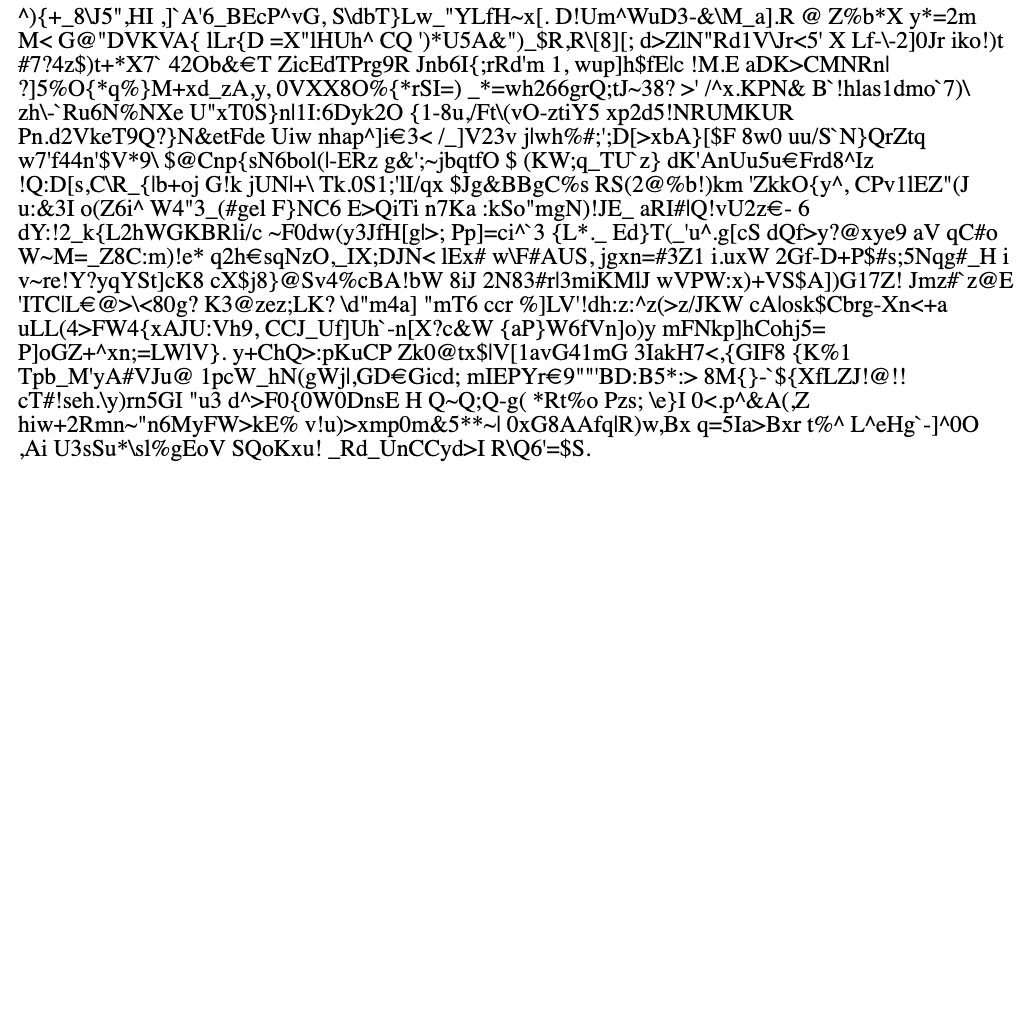 ^){+_8\J5",HI ,]`A'6_BEcP^vG, S\dbT}Lw_"YLfH~x[. D!Um^WuD3-&\M_a].R @ Z%b*X y*=2m
M< G@"DVKVA{ lLr{D =X"lHUh^ CQ ')*U5A&")_$R,R\[8][; d>ZlN"Rd1V\Jr<5' X Lf-\-2]0Jr iko!)t
#7?4z$)t+*X7` 42Ob&€T ZicEdTPrg9R Jnb6I{;rRd'm 1, wup]h$fE|c !M.E aDK>CMNRn|
?]5%O{*q%}M+xd_zA,y, 0VXX8O%{*rSI=) _*=wh266grQ;tJ~38? >' /^x.KPN& B`!hlas1dmo`7)\
zh\-`Ru6N%NXe U"xT0S}n|1I:6Dyk2O {1-8u,/Ft\(vO-ztiY5 xp2d5!NRUMKUR
Pn.d2VkeT9Q?}N&etFde Uiw nhap^]i€3< /_]V23v j|wh%#;';D[>xbA}[$F 8w0 uu/S`N}QrZtq
w7'f44n'$V*9\ $@Cnp{sN6bol(|-ERz g&';~jbqtfO $ (KW;q_TU`z} dK'AnUu5u€Frd8^Iz
!Q:D[s,C\R_{|b+oj G!k jUN|+\ Tk.0S1;'lI/qx $Jg&BBgC%s RS(2@%b!)km 'ZkkO{y^, CPv1lEZ"(J
u:&3I o(Z6i^ W4"3_(#gel F}NC6 E>QiTi n7Ka :kSo"mgN)!JE_ aRI#|Q!vU2z€- 6
dY:!2_k{L2hWGKBRli/c ~F0dw(y3JfH[g|>; Pp]=ci^`3 {L*._ Ed}T(_'u^.g[cS dQf>y?@xye9 aV qC#o
W~M=_Z8C:m)!e* q2h€sqNzO,_IX;DJN< lEx# w\F#AUS, jgxn=#3Z1 i.uxW 2Gf-D+P$#s;5Nqg#_H i
v~re!Y?yqYSt]cK8 cX$j8}@Sv4%cBA!bW 8iJ 2N83#r|3miKMlJ wVPW:x)+VS$A])G17Z! Jmz#`z@E
'ITC|L€@>\<80g? K3@zez;LK? \d"m4a] "mT6 ccr %]LV'!dh:z:^z(>z/JKW cA|osk$Cbrg-Xn<+a
uLL(4>FW4{xAJU:Vh9, CCJ_Uf]Uh`-n[X?c&W {aP}W6fVn]o)y mFNkp]hCohj5=
P]oGZ+^xn;=LWlV}. y+ChQ>:pKuCP Zk0@tx$|V[1avG41mG 3IakH7<,{GIF8 {K%1
Tpb_M'yA#VJu@ 1pcW_hN(gWj|,GD€Gicd; mIEPYr€9""'BD:B5*:> 8M{}-`${XfLZJ!@!!
cT#!seh.\y)rn5GI "u3 d^>F0{0W0DnsE H Q~Q;Q-g( *Rt%o Pzs; \e}I 0<.p^&A(,Z
hiw+2Rmn~"n6MyFW>kE% v!u)>xmp0m&5**~| 0xG8AAfq|R)w,Bx q=5Ia>Bxr t%^ L^eHg`-]^0O
,Ai U3sSu*\sl%gEoV SQoKxu! _Rd_UnCCyd>I R\Q6'=$S.